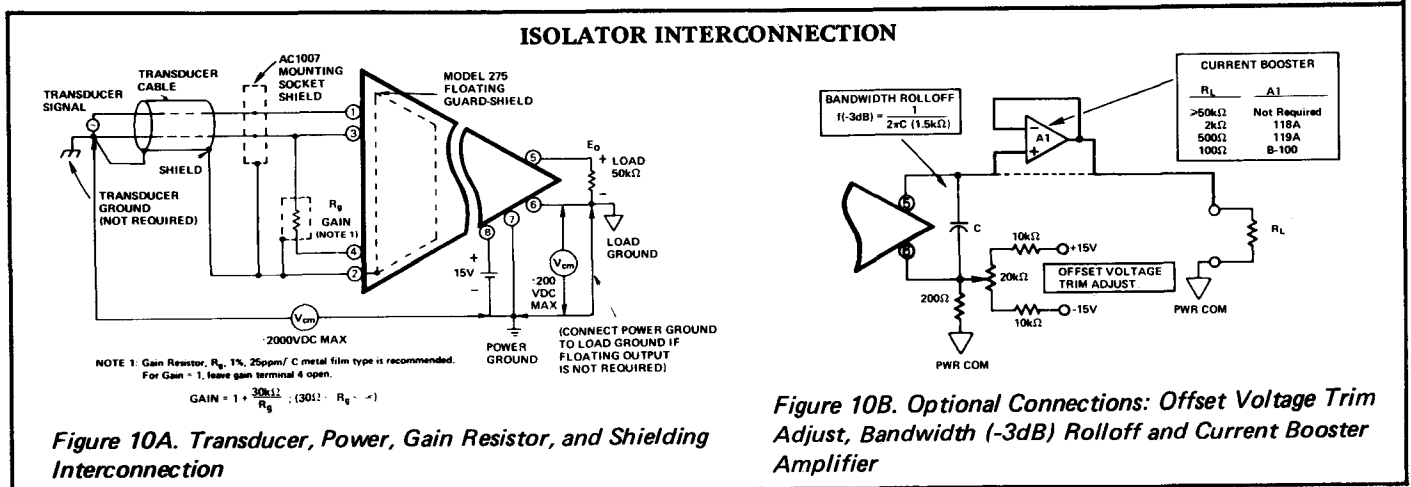 ISOLATOR INTERCONNECTION
AC1007
MOUNTING
SOCKET
SHIELD
TRANSDUCER
CABLE
TRANSDUCER
SIGNAL
MODEL 275
FLOATING
GUARD-SHIELD
1
3
SHIELD
TRANSDUCER
GROUND
(NOT REQUIRED)
Rg
GAIN
(NOTE 1)
4
2
5
6
7
8
Eo
+
LOAD
50kΩ
-
LOAD
GROUND
+
15V
-
Vcm
200
VDC
MAX
Vcm
2000VDC MAX
POWER
GROUND
(CONNECT POWER GROUND
TO LOAD GROUND IF
FLOATING OUTPUT
IS NOT REQUIRED)
NOTE 1: Gain Resistor, Rg, 1%, 25ppm/ C metal film type is recommended.
For Gain = 1, leave gain terminal 4 open.
GAIN = 1 + 30kΩ / Rg ; (30Ω Rg
Figure 10A. Transducer, Power, Gain Resistor, and Shielding
Interconnection
BANDWIDTH ROLLOFF
f(-3dB) = 1 / 2πC (1.5kΩ)
-
A1
+
CURRENT BOOSTER
RL A1
≥50kΩ Not Required
2kΩ 118A
500Ω 119A
100Ω B-100
5
6
C
10kΩ
+15V
20kΩ
OFFSET VOLTAGE
TRIM ADJUST
200Ω
10kΩ
-15V
PWR COM
RL
PWR COM
Figure 10B. Optional Connections: Offset Voltage Trim
Adjust, Bandwidth (-3dB) Rolloff and Current Booster
Amplifier